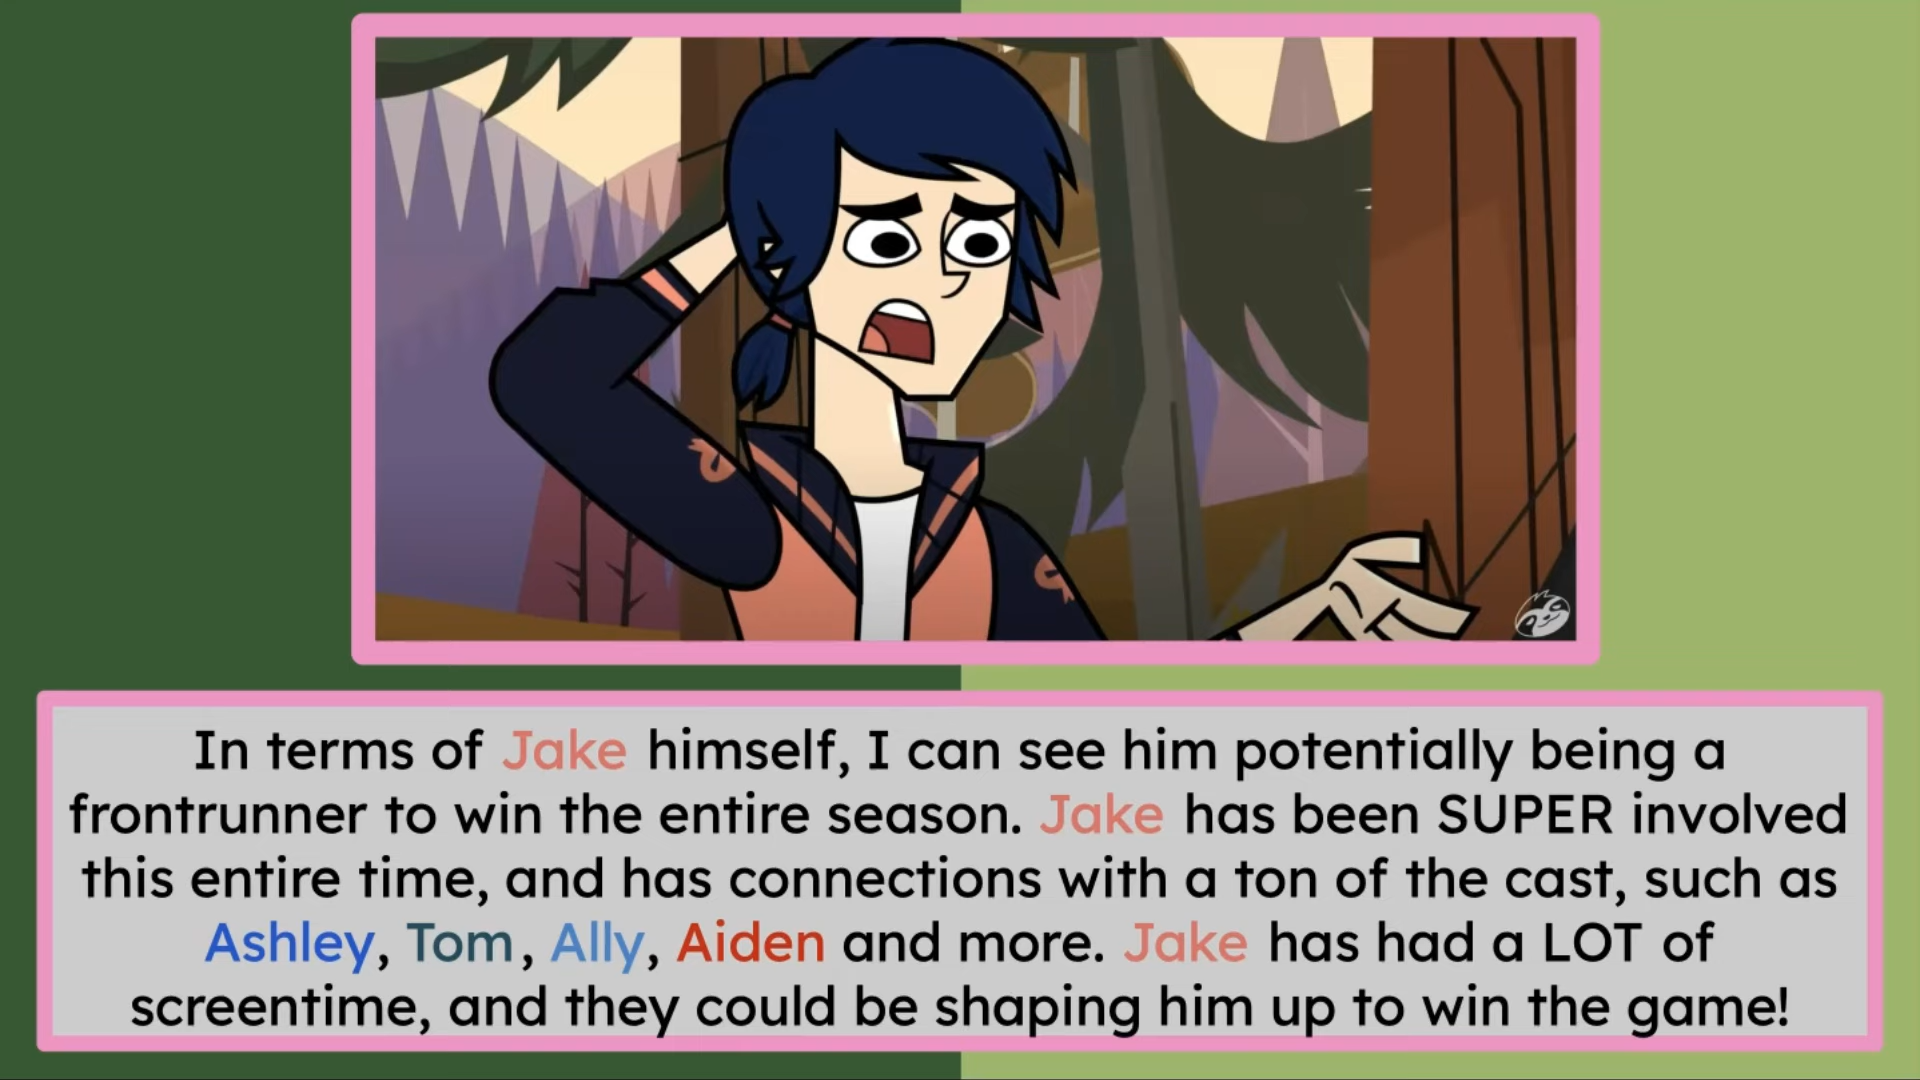 In terms of Jake himself, I can see him potentially being a
frontrunner to win the entire season. Jake has been SUPER involved
this entire time, and has connections with a ton of the cast, such as
Ashley, Tom, Ally, Aiden and more. Jake has had a LOT of
screentime, and they could be shaping him up to win the game!